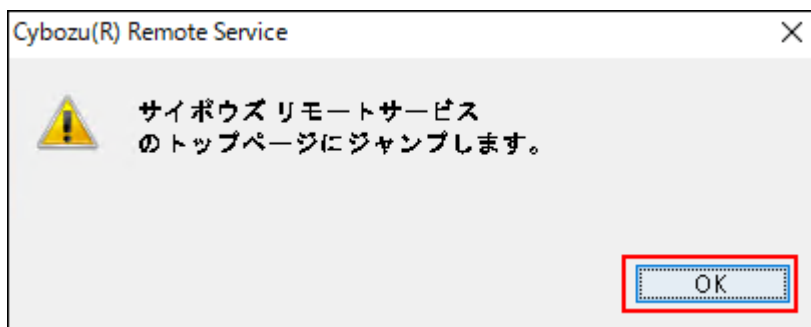 Cybozu(R) Remote Service
サイボウズ リモートサービス
のトップページにジャンプします。
OK